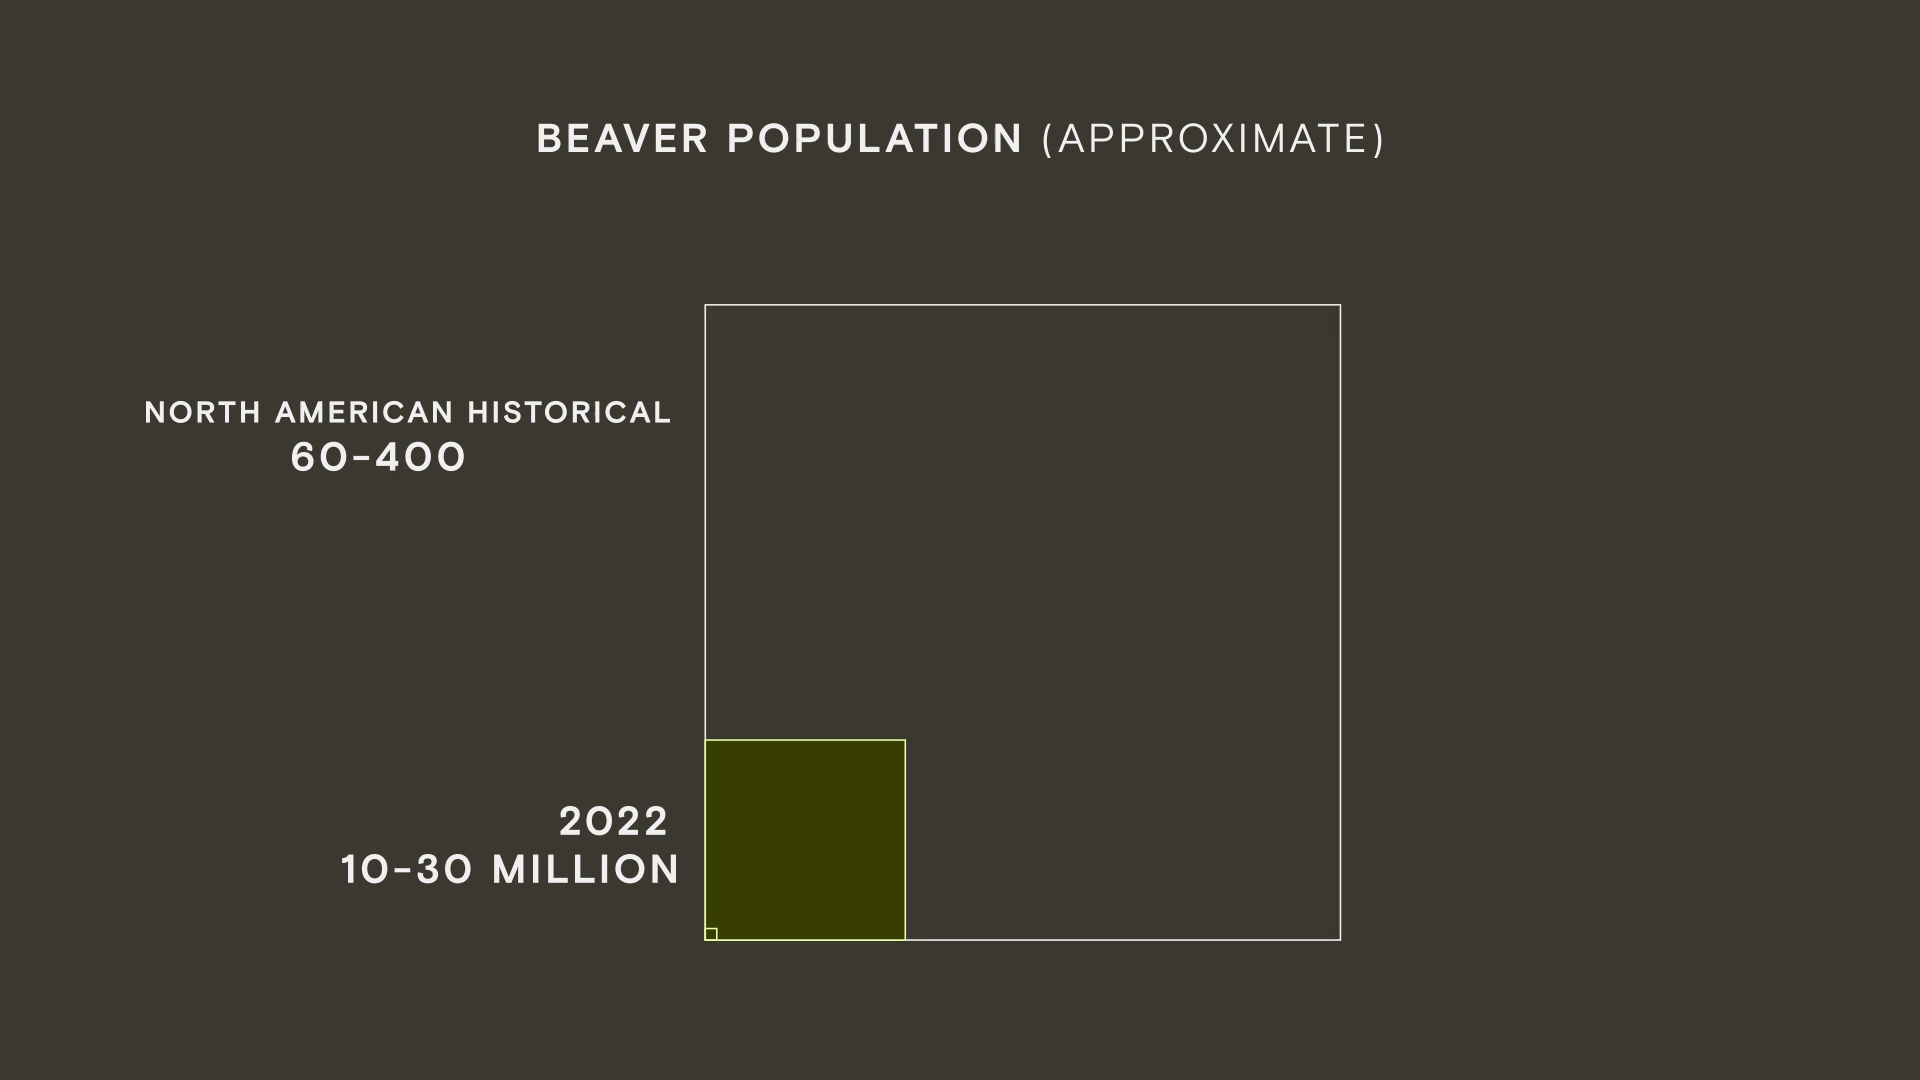 BEAVER POPULATION (APPROXIMATE)
NORTH AMERICAN HISTORICAL
60-400
2022
10-30 MILLION